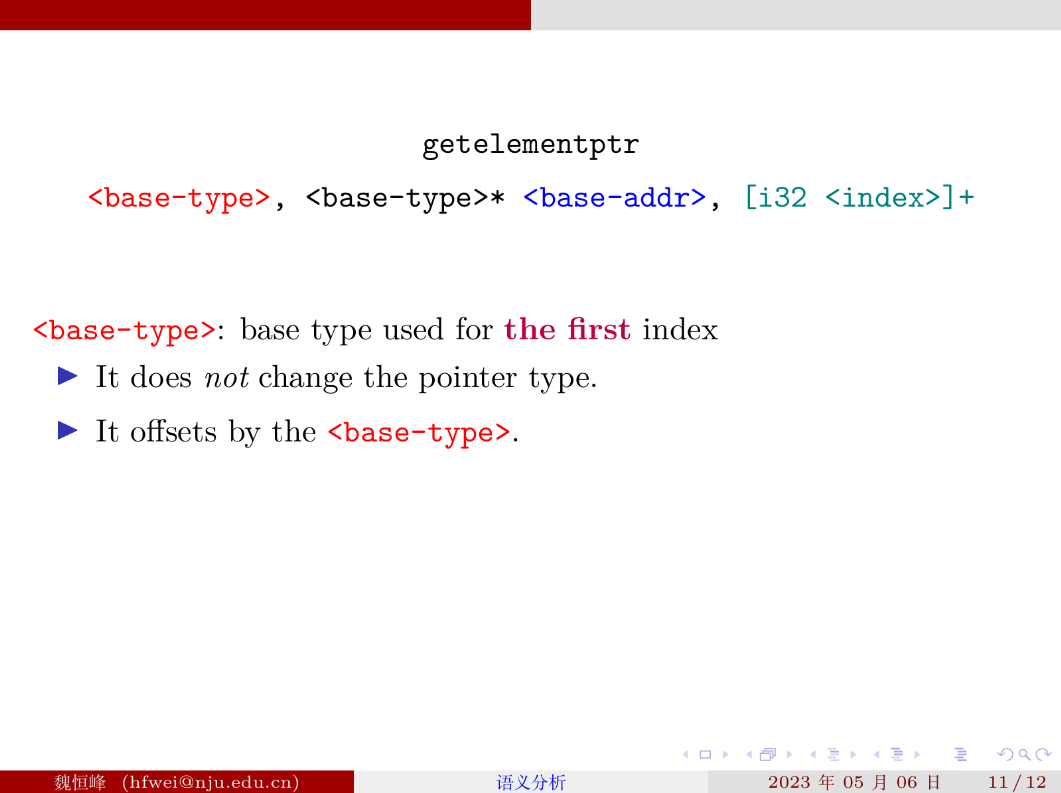 getelementptr
<base-type>, <base-type>* <base-addr>, [i32 <index>]+
<base-type>: base type used for the first index
It does not change the pointer type.
It offsets by the <base-type>.
魏恒峰 (hfwei@nju.edu.cn) 语义分析 2023 年 05 月 06 日 11 / 12